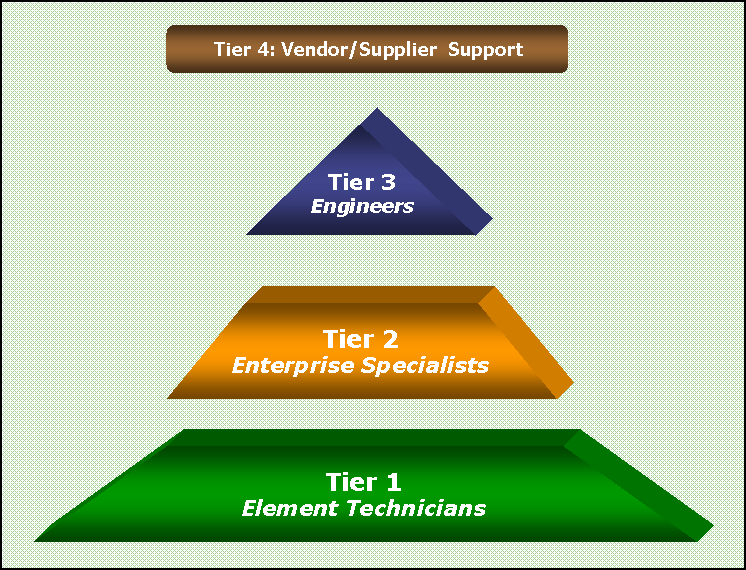 Tier 4: Vendor/Supplier Support
Tier 3
Engineers
Tier 2
Enterprise Specialists
Tier 1
Element Technicians